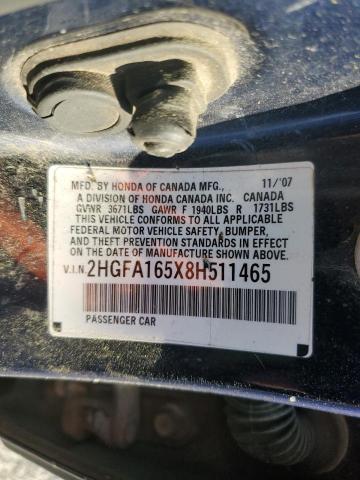 MFD. BY HONDA OF CANADA MFG., 11/'07
A DIVISION OF HONDA CANADA INC. CANADA
GVWR 3671LBS GAWR F 1940LBS R 1731LBS
THIS VEHICLE CONFORMS TO ALL APPLICABLE
FEDERAL MOTOR VEHICLE SAFETY, BUMPER,
AND THEFT PREVENTION STANDARDS IN EFFECT
ON THE DATE OF MANUFACTURE SHOWN ABOVE.
V.I.N. 2HGFA165X8H511465
PASSENGER CAR